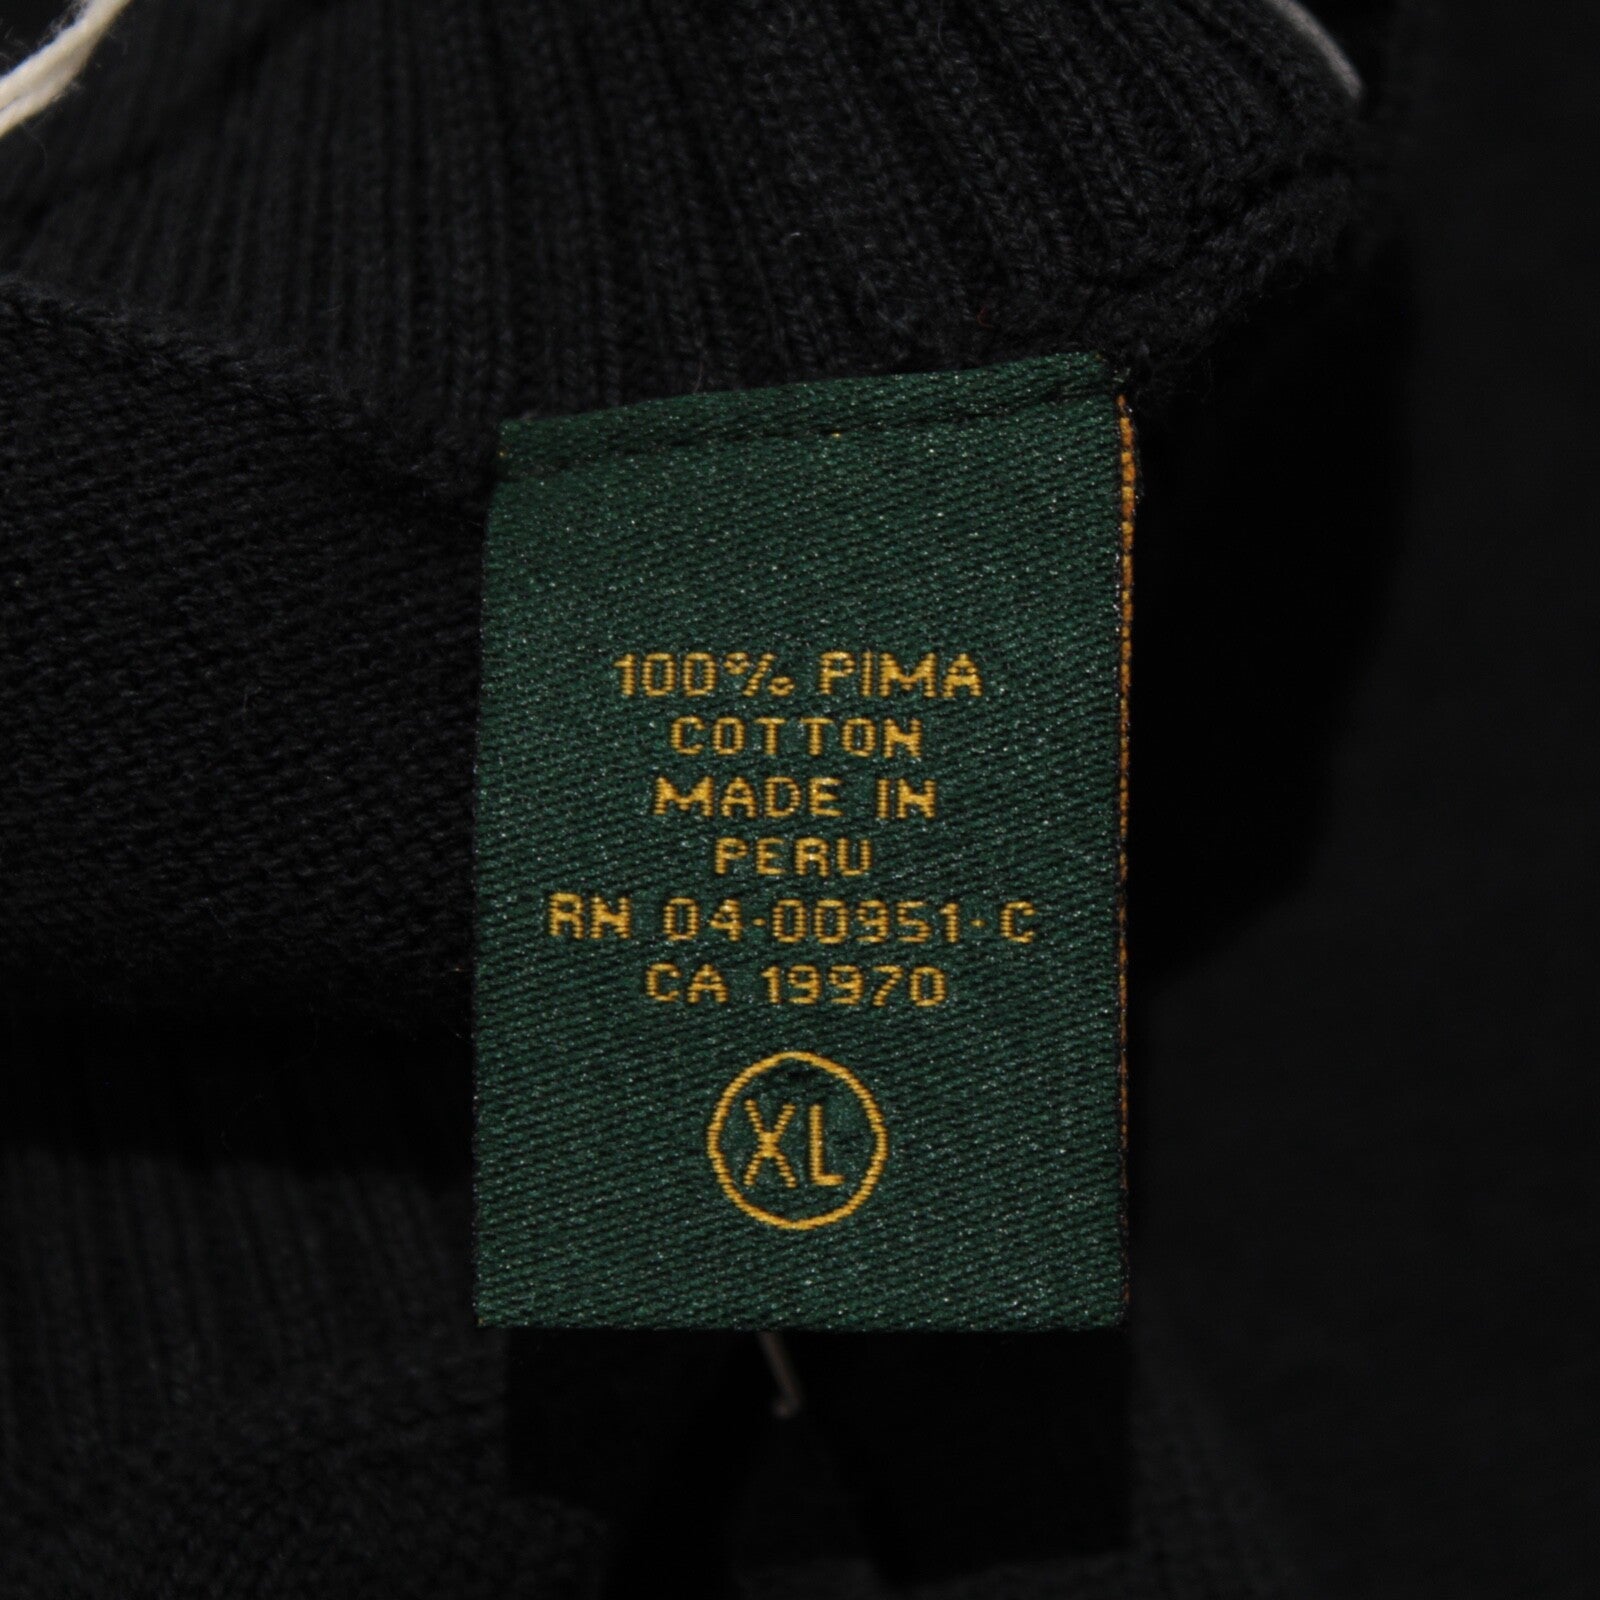 100% PIMA
COTTON
MADE IN
PERU
RN 04-00951-C
CA 19970
XL